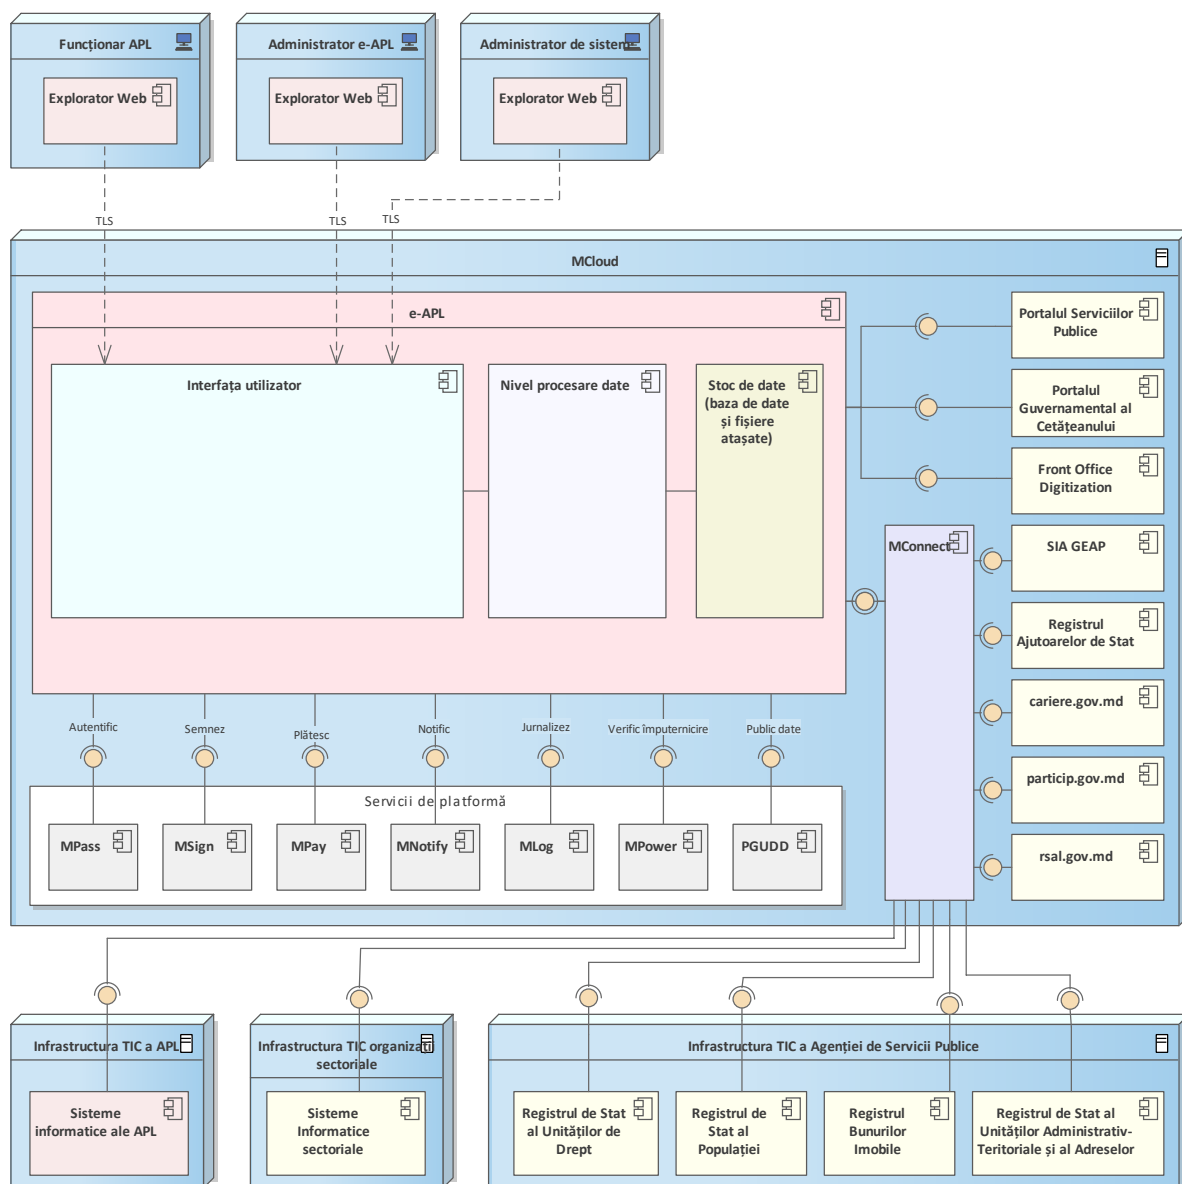 Funcționar APL
Explorator Web
Administrator e-APL
Explorator Web
Administrator de sistem
Explorator Web
TLS
TLS
TLS
MCloud
e-APL
Interfața utilizator
Nivel procesare date
Stoc de date
(baza de date
și fișiere
atașate)
Portalul Serviciilor
Publice
Portalul
Guvernamental al
Cetățeanului
Front Office
Digitization
MConnect
SIA GEAP
Registrul
Ajutoarelor de Stat
cariere.gov.md
particip.gov.md
rsal.gov.md
Autentific
Semnez
Plătesc
Notific
Jurnalizez
Verific împuternicire
Public date
Servicii de platformă
MPass
MSign
MPay
MNotify
MLog
MPower
PGUDD
Infrastructura TIC a APL
Sisteme
informatice ale APL
Infrastructura TIC organizații
sectoriale
Sisteme
Informatice
sectoriale
Infrastructura TIC a Agenției de Servicii Publice
Registrul de Stat
al Unităților de
Drept
Registrul de
Stat al
Populației
Registrul
Bunurilor
Imobile
Registrul de Stat al
Unităților Administrativ-
Teritoriale și al Adreselor